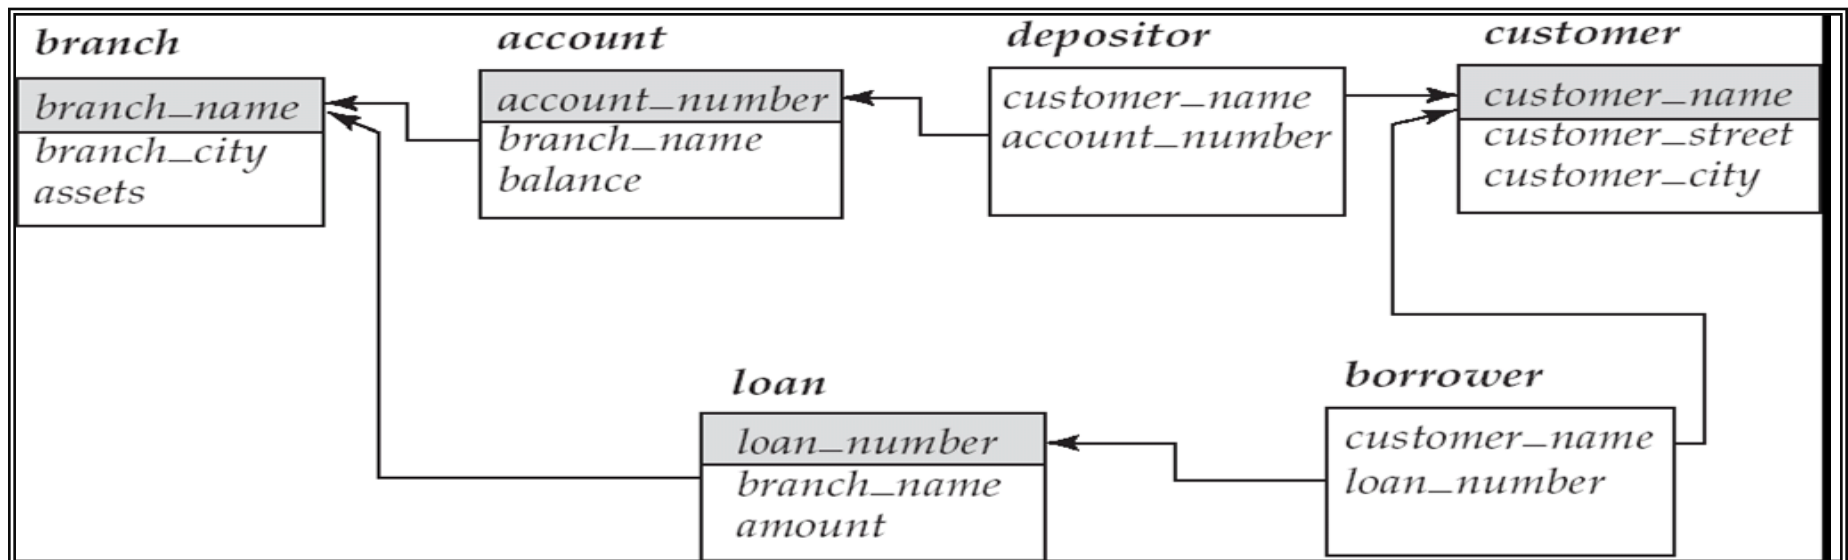 branch
branch_name
branch_city
assets
account
account_number
branch_name
balance
depositor
customer_name
account_number
customer
customer_name
customer_street
customer_city
loan
loan_number
branch_name
amount
borrower
customer_name
loan_number